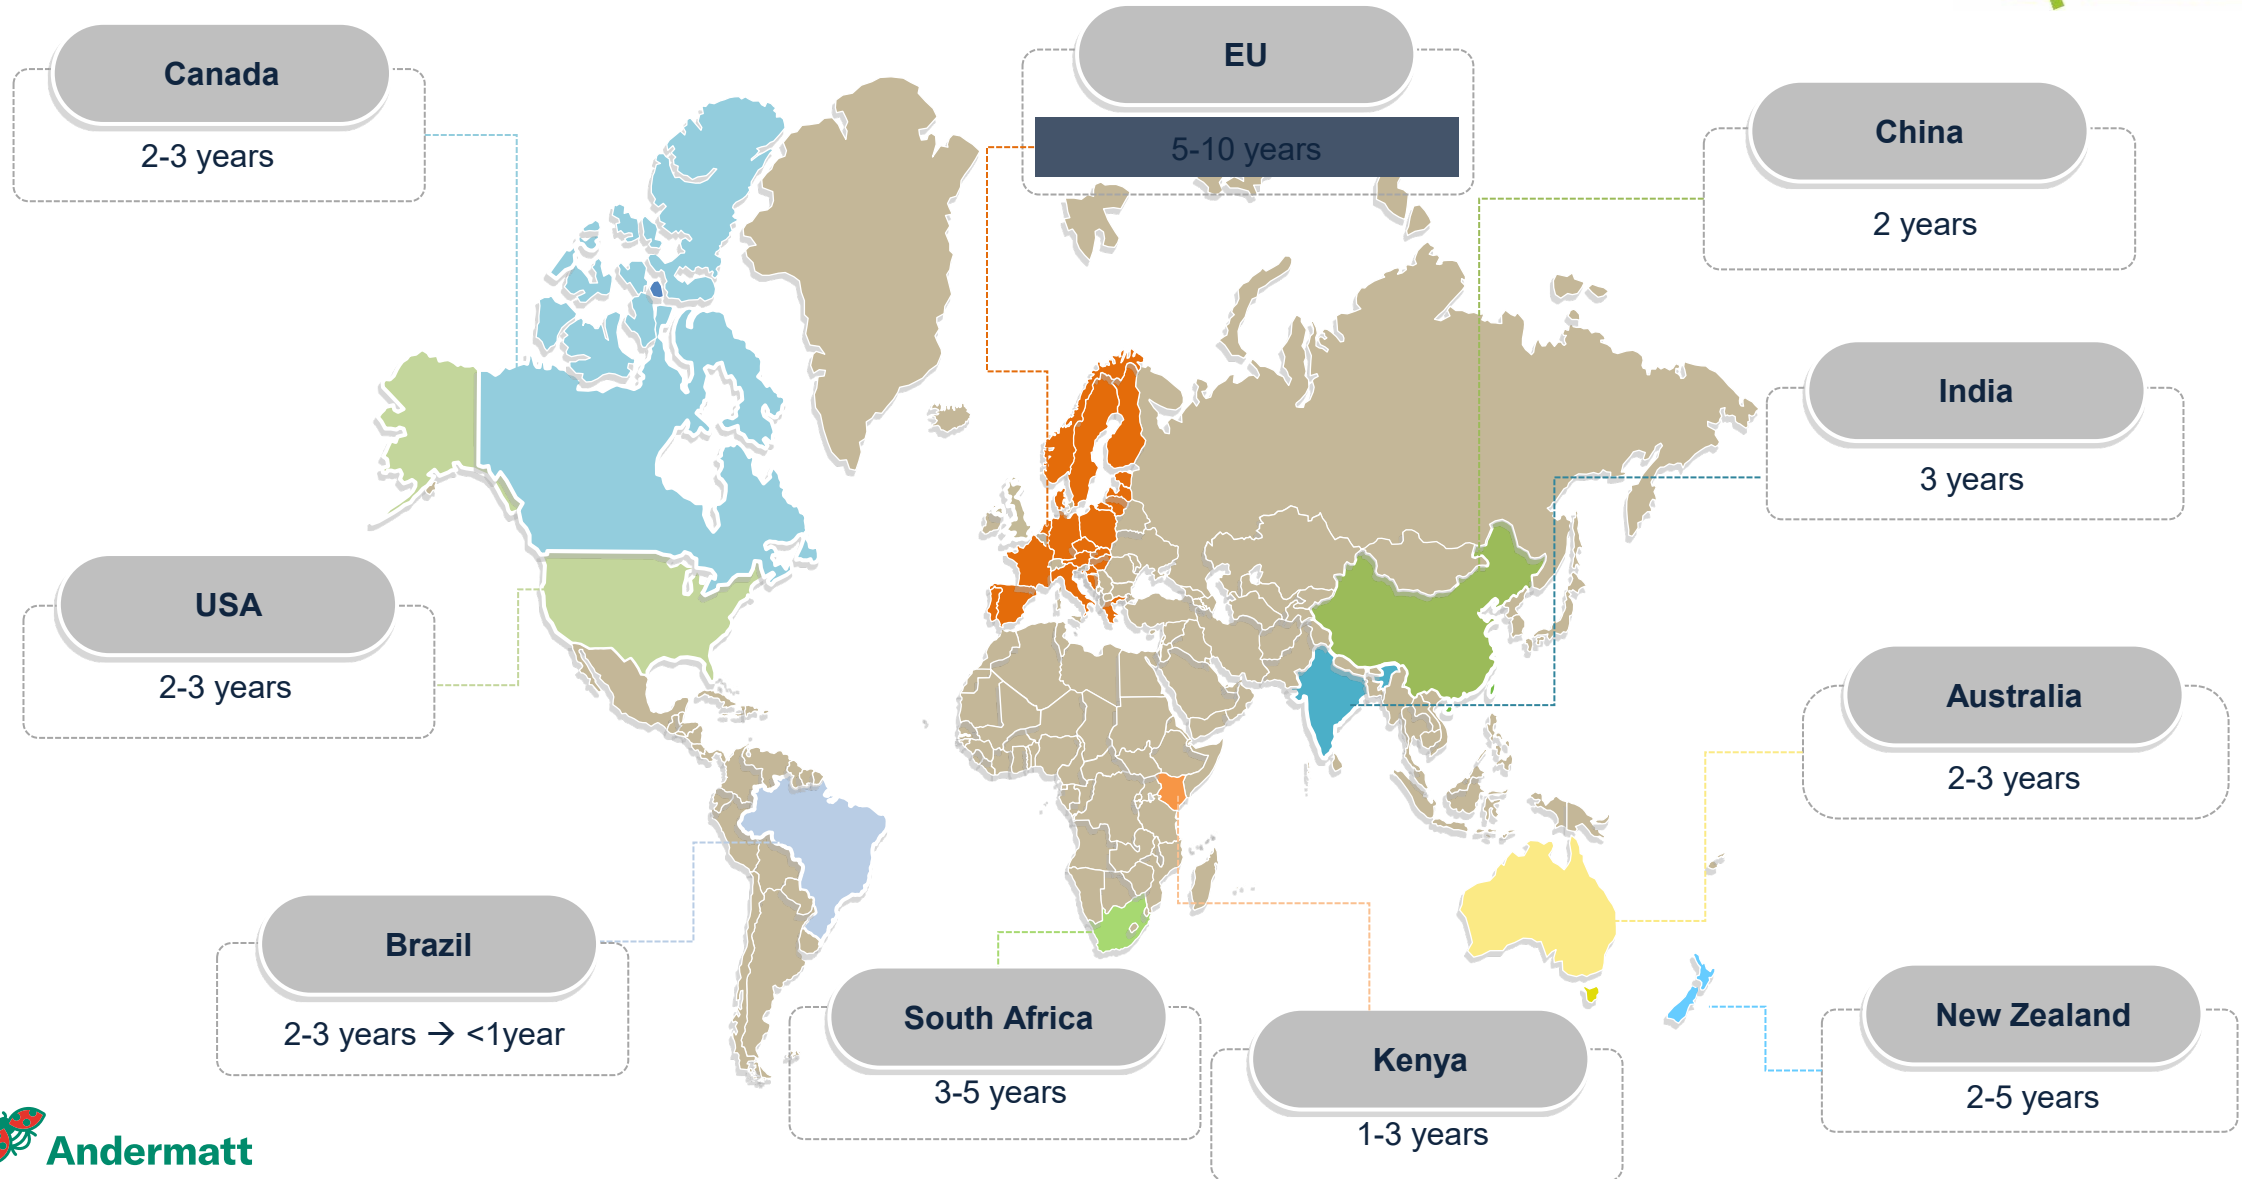 Canada
2-3 years
EU
5-10 years
China
2 years
India
3 years
USA
2-3 years
Australia
2-3 years
Brazil
2-3 years → <1year
South Africa
3-5 years
Kenya
1-3 years
New Zealand
2-5 years
Andermatt